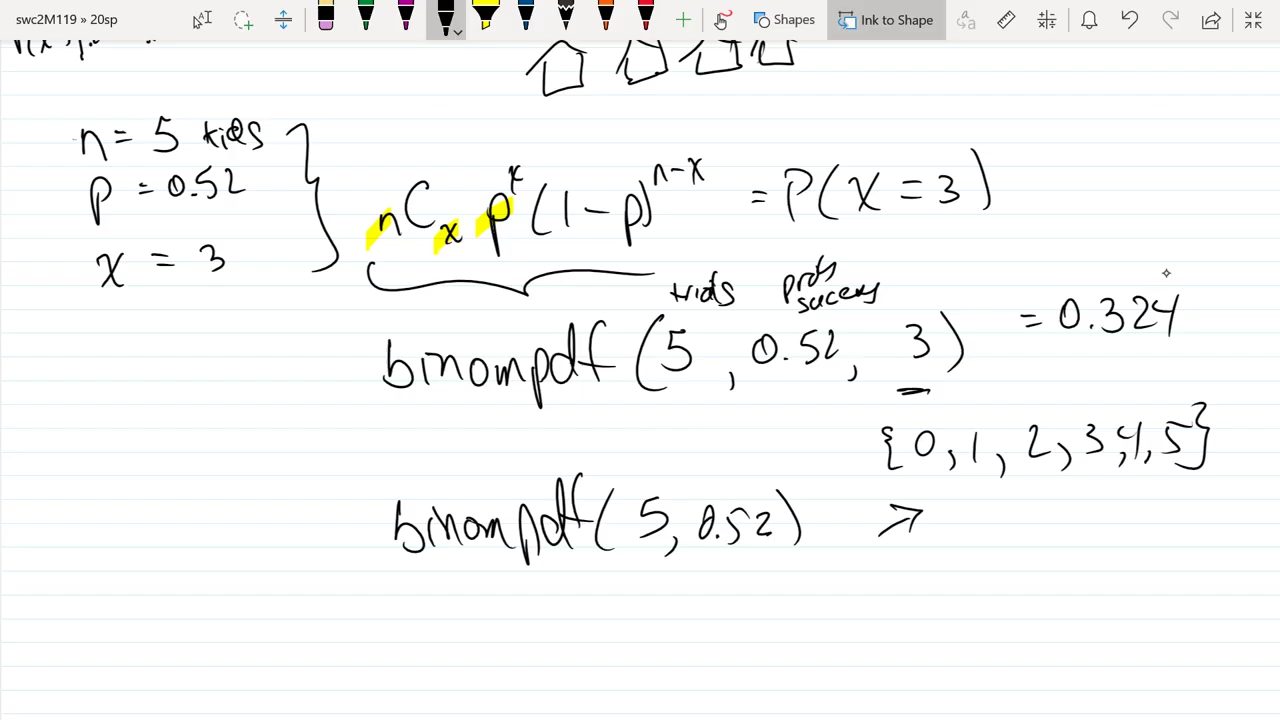 swc2M119 » 20sp
Shapes
Ink to Shape
n = 5 kids
p = 0.52
x = 3
nCx p^x (1-p)^n-x = P(X = 3)
trials prob success
binompdf (5, 0.52, 3) = 0.324
{0, 1, 2, 3, 4, 5}
binompdf (5, 0.52)